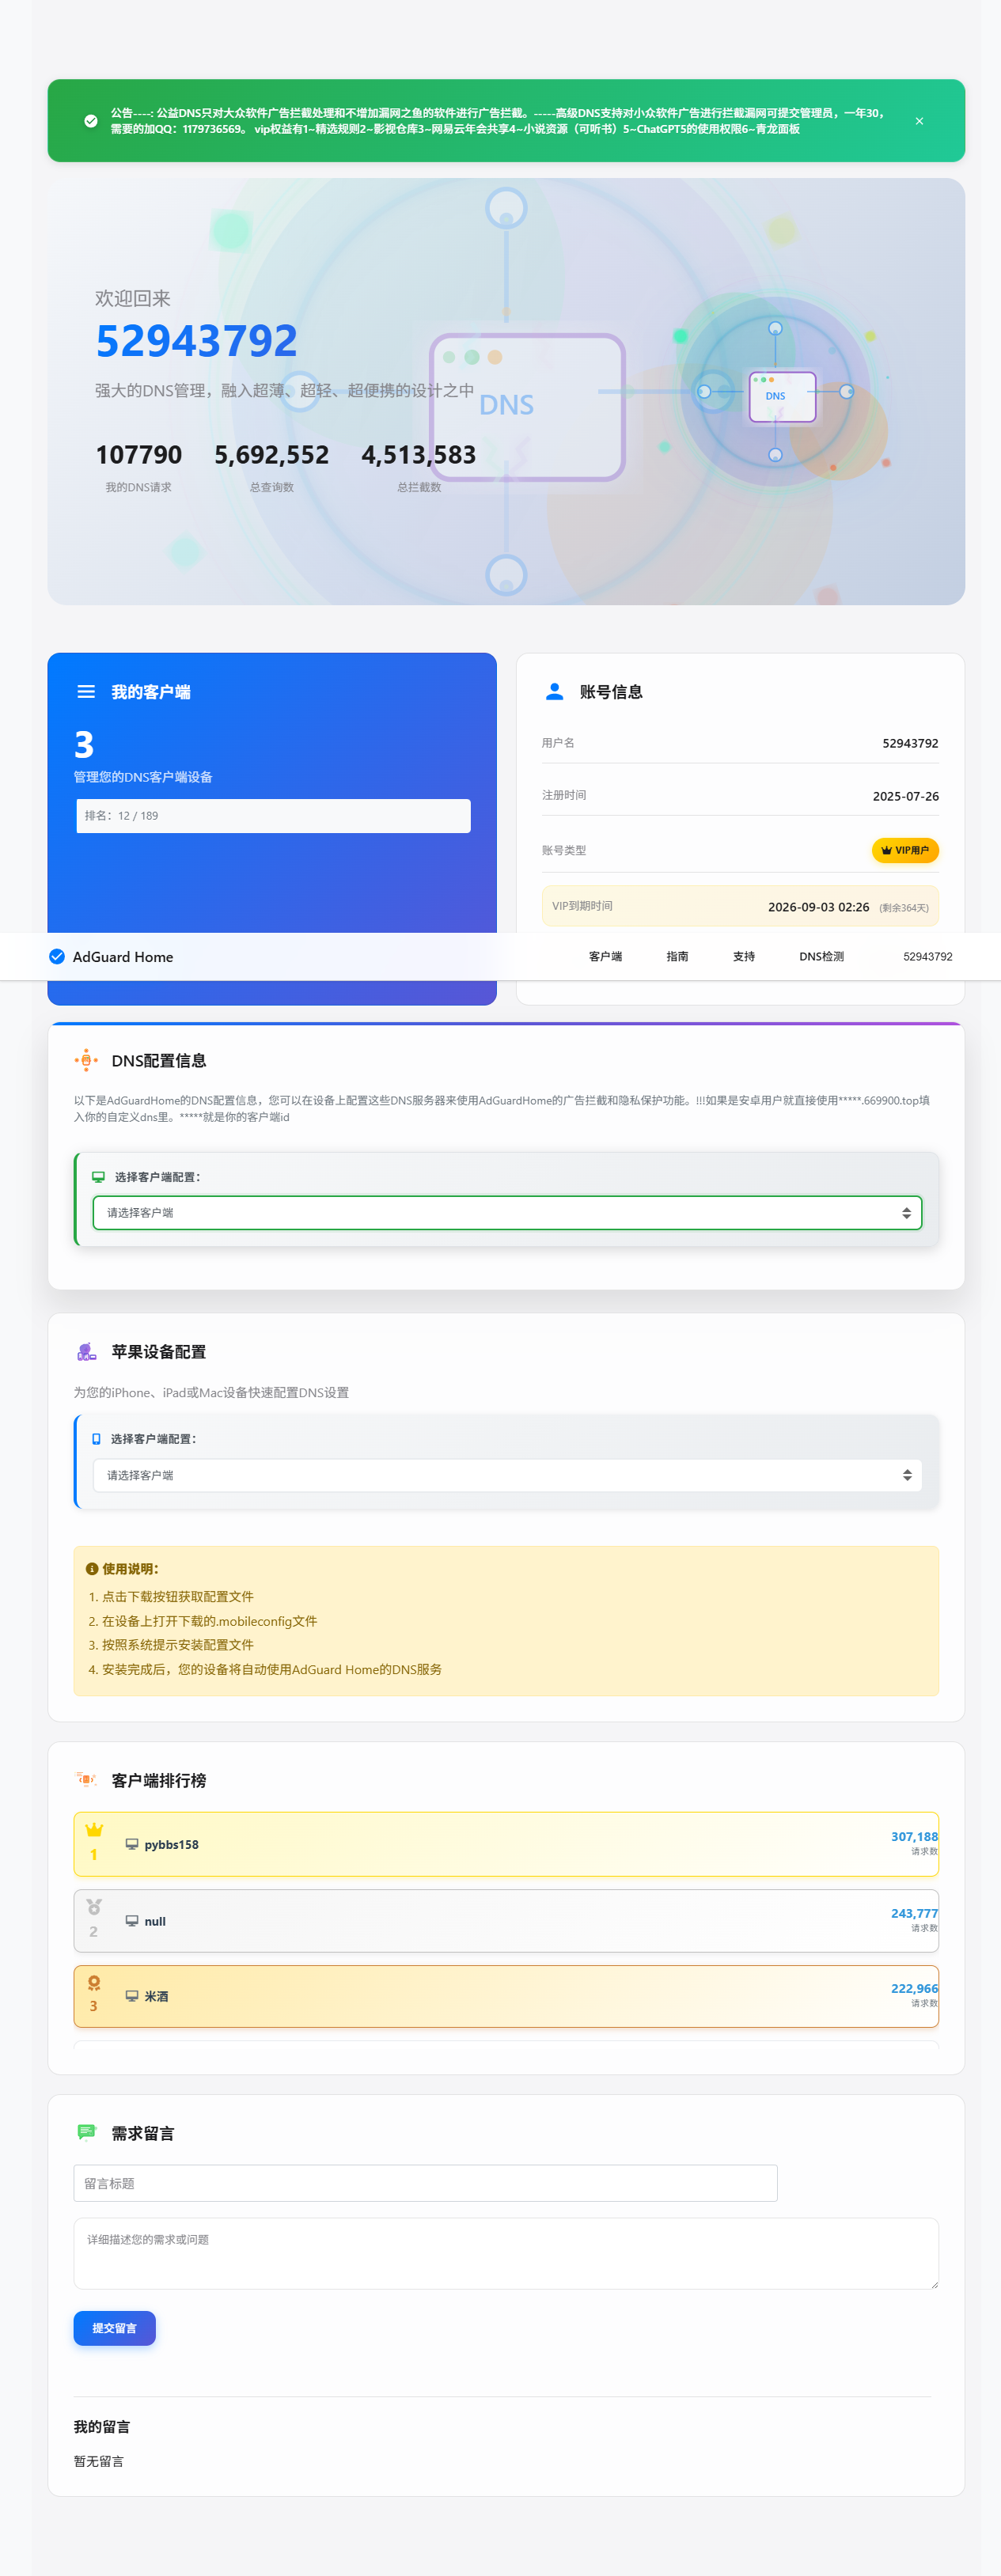 公告----: 公益DNS只对大众软件广告拦截处理和不增加漏网之鱼的软件进行广告拦截。-----高级DNS支持对小众软件广告进行拦截漏网可提交管理员，一年30，
需要的加QQ：1179736569。 vip权益有1~精选规则2~影视仓库3~网易云年会共享4~小说资源（可听书）5~ChatGPT5的使用权限6~青龙面板
欢迎回来
52943792
强大的DNS管理，融入超薄、超轻、超便携的设计之中
DNS
DNS
107790 5,692,552 4,513,583
我的DNS请求 总查询数 总拦截数
我的客户端
3
管理您的DNS客户端设备
排名：12 / 189
账号信息
用户名 52943792
注册时间 2025-07-26
账号类型 VIP用户
VIP到期时间 2026-09-03 02:26 (剩余364天)
AdGuard Home 客户端 指南 支持 DNS检测 52943792
DNS配置信息
以下是AdGuardHome的DNS配置信息，您可以在设备上配置这些DNS服务器来使用AdGuardHome的广告拦截和隐私保护功能。!!!如果是安卓用户就直接使用*****.669900.top填
入你的自定义dns里。*****就是你的客户端id
选择客户端配置：
请选择客户端
苹果设备配置
为您的iPhone、iPad或Mac设备快速配置DNS设置
选择客户端配置：
请选择客户端
使用说明：
1. 点击下载按钮获取配置文件
2. 在设备上打开下载的.mobileconfig文件
3. 按照系统提示安装配置文件
4. 安装完成后，您的设备将自动使用AdGuard Home的DNS服务
客户端排行榜
1 pybbs158 307,188
请求数
2 null 243,777
请求数
3 米酒 222,966
请求数
需求留言
留言标题
详细描述您的需求或问题
提交留言
我的留言
暂无留言